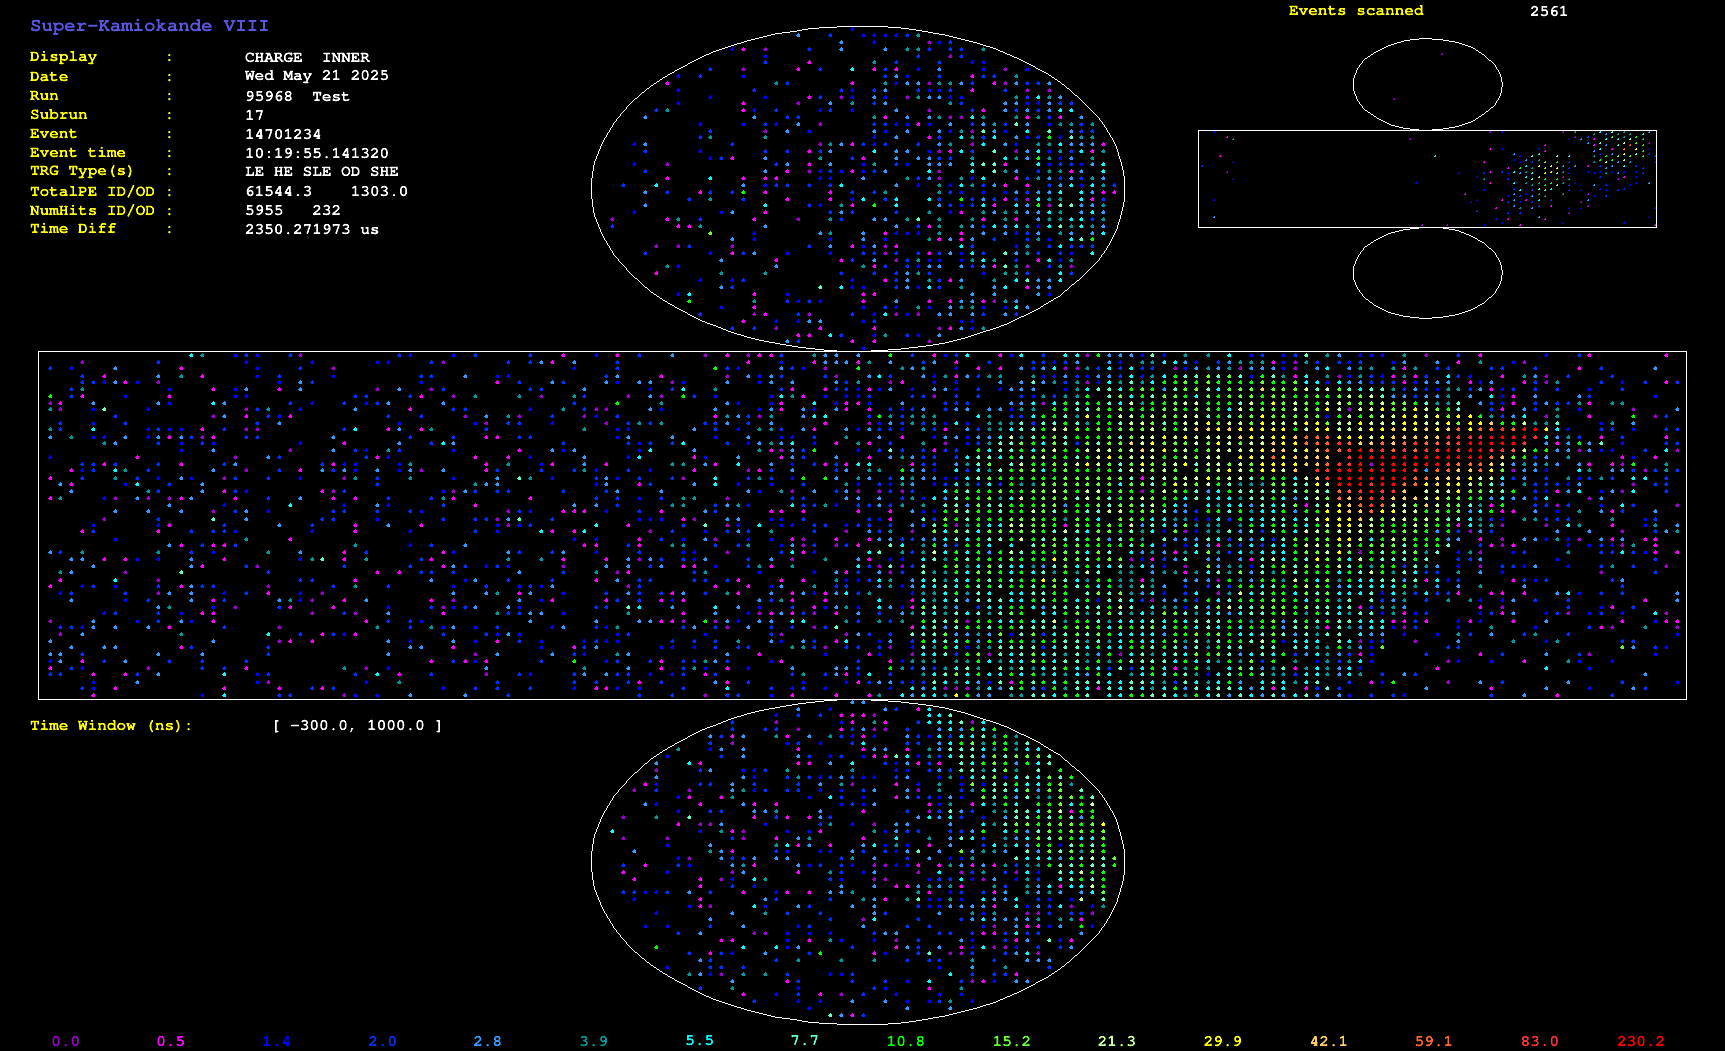 Super-Kamiokande VIII
Events scanned 2561
Display : CHARGE INNER
Date : Wed May 21 2025
Run : 95968 Test
Subrun : 17
Event : 14701234
Event time : 10:19:55.141320
TRG Type(s) : LE HE SLE OD SHE
TotalPE ID/OD : 61544.3 1303.0
NumHits ID/OD : 5955 232
Time Diff : 2350.271973 us
Time Window (ns): [ -300.0, 1000.0 ]
0.0 0.5 1.4 2.0 2.8 3.9 5.5 7.7 10.8 15.2 21.3 29.9 42.1 59.1 83.0 230.2